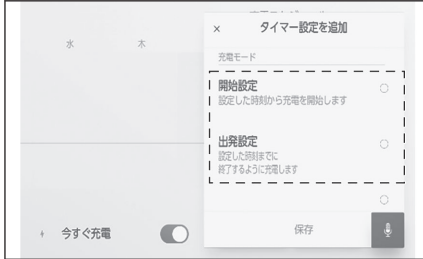 水
木
× タイマー設定を追加
充電モード
開始設定
設定した時刻から充電を開始します
出発設定
設定した時刻までに
終了するように充電します
今すぐ充電
保存